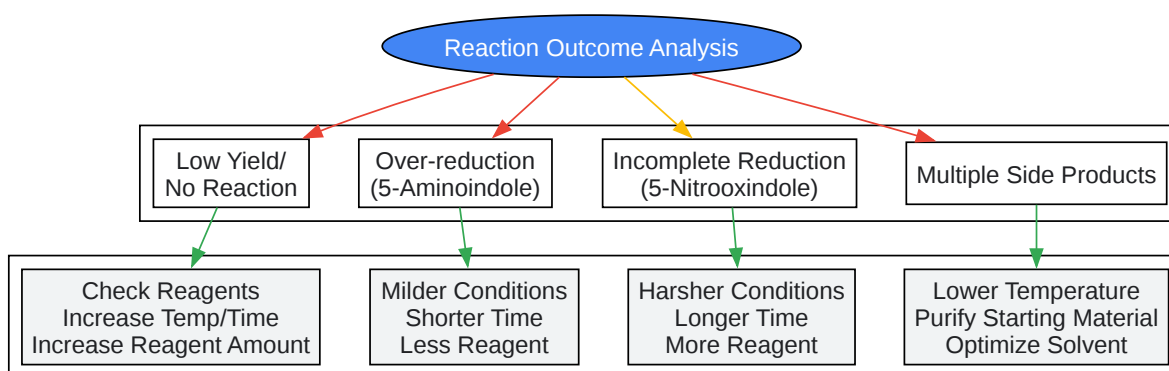 Reaction Outcome Analysis
Low Yield/
No Reaction
Over-reduction
(5-Aminoindole)
Incomplete Reduction
(5-Nitrooxindole)
Multiple Side Products
Check Reagents
Increase Temp/Time
Increase Reagent Amount
Milder Conditions
Shorter Time
Less Reagent
Harsher Conditions
Longer Time
More Reagent
Lower Temperature
Purify Starting Material
Optimize Solvent